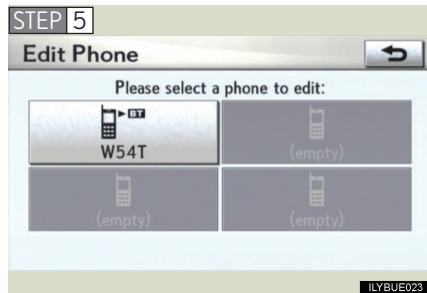 STEP 5
Edit Phone
Please select a phone to edit:
BT
W54T
(empty)
(empty)
(empty)
ILYBUE023